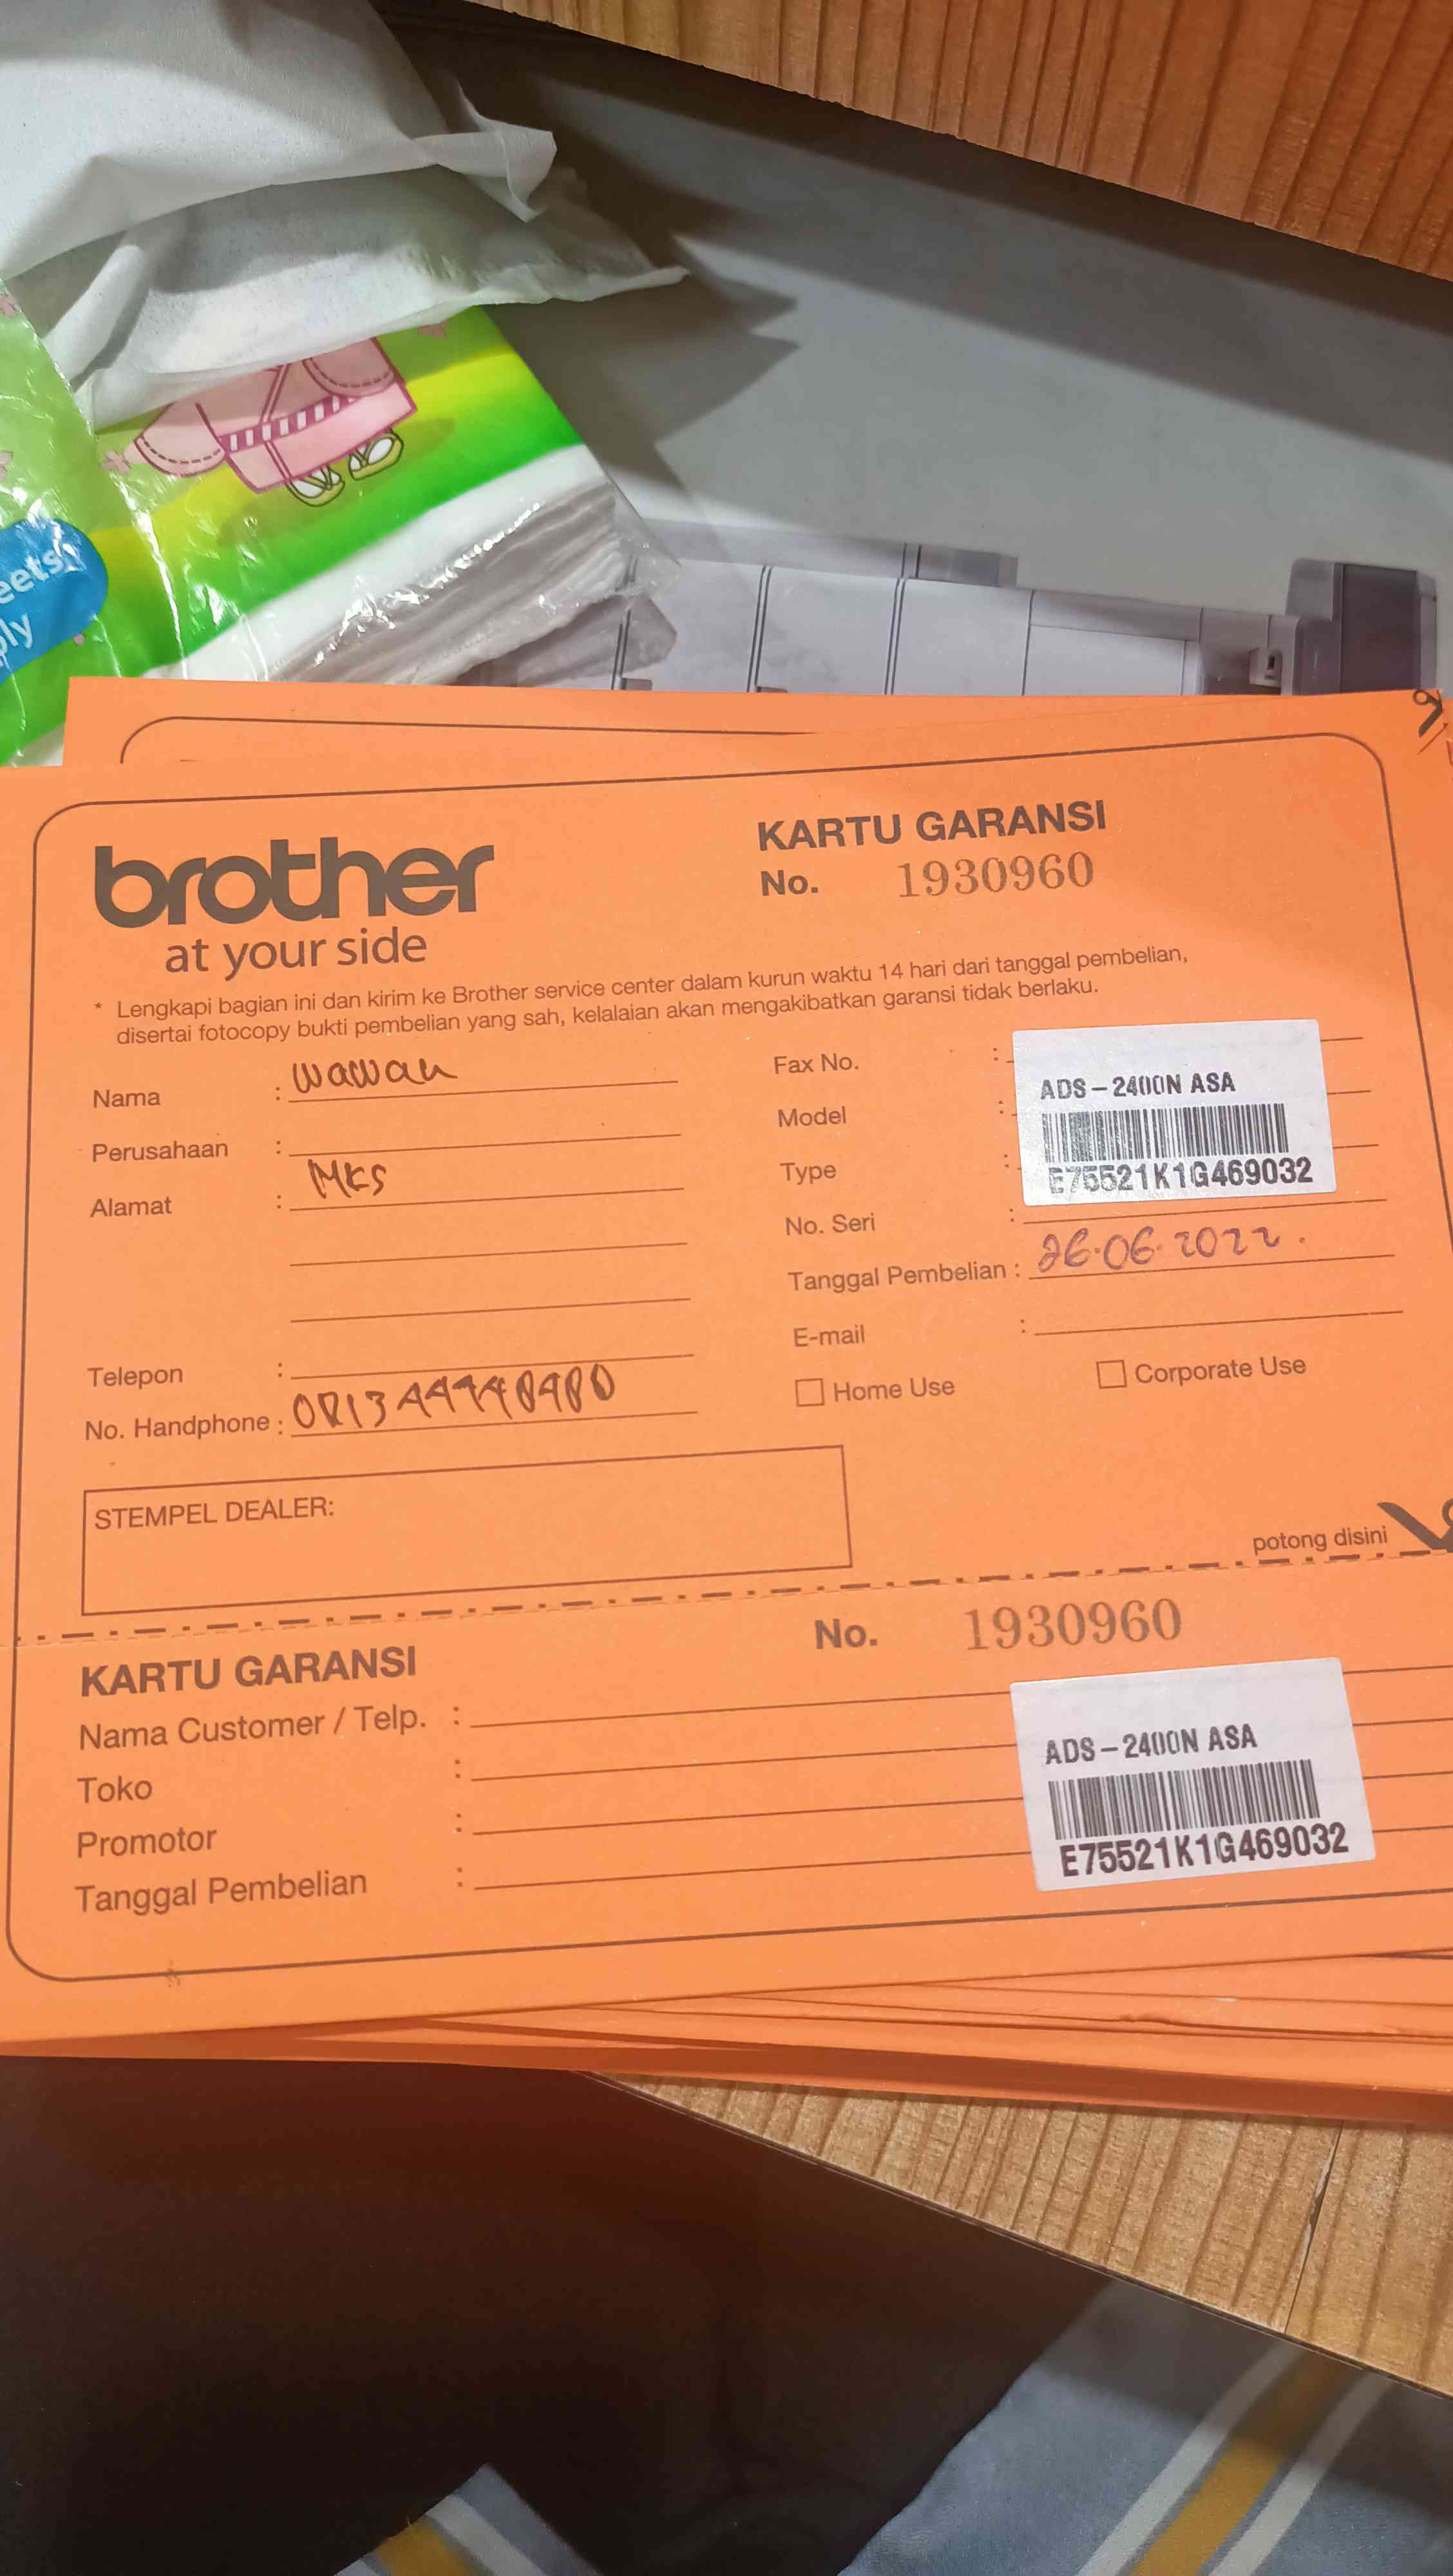 eets
ply
brother
at your side
KARTU GARANSI
No. 1930960
* Lengkapi bagian ini dan kirim ke Brother service center dalam kurun waktu 14 hari dari tanggal pembelian,
disertai fotocopy bukti pembelian yang sah, kelalaian akan mengakibatkan garansi tidak berlaku.
Nama : Wawan
Perusahaan :
Alamat : MKS
Telepon :
No. Handphone :
Fax No. :
Model :
Type :
No. Seri :
ADS-2400N ASA
E75521K1G469032
Tanggal Pembelian : 26.06.2022.
E-mail :
Home Use
Corporate Use
STEMPEL DEALER:
potong disini
KARTU GARANSI
No. 1930960
Nama Customer / Telp. :
Toko :
Promotor :
Tanggal Pembelian :
ADS-2400N ASA
E75521K1G469032